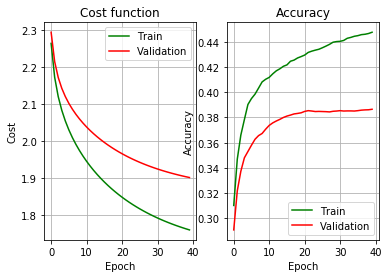 Cost function
Cost
2.3
2.2
2.1
2.0
1.9
1.8
0
10
20
30
40
Epoch
Train
Validation
Accuracy
Accuracy
0.44
0.42
0.40
0.38
0.36
0.34
0.32
0.30
0
10
20
30
40
Epoch
Train
Validation